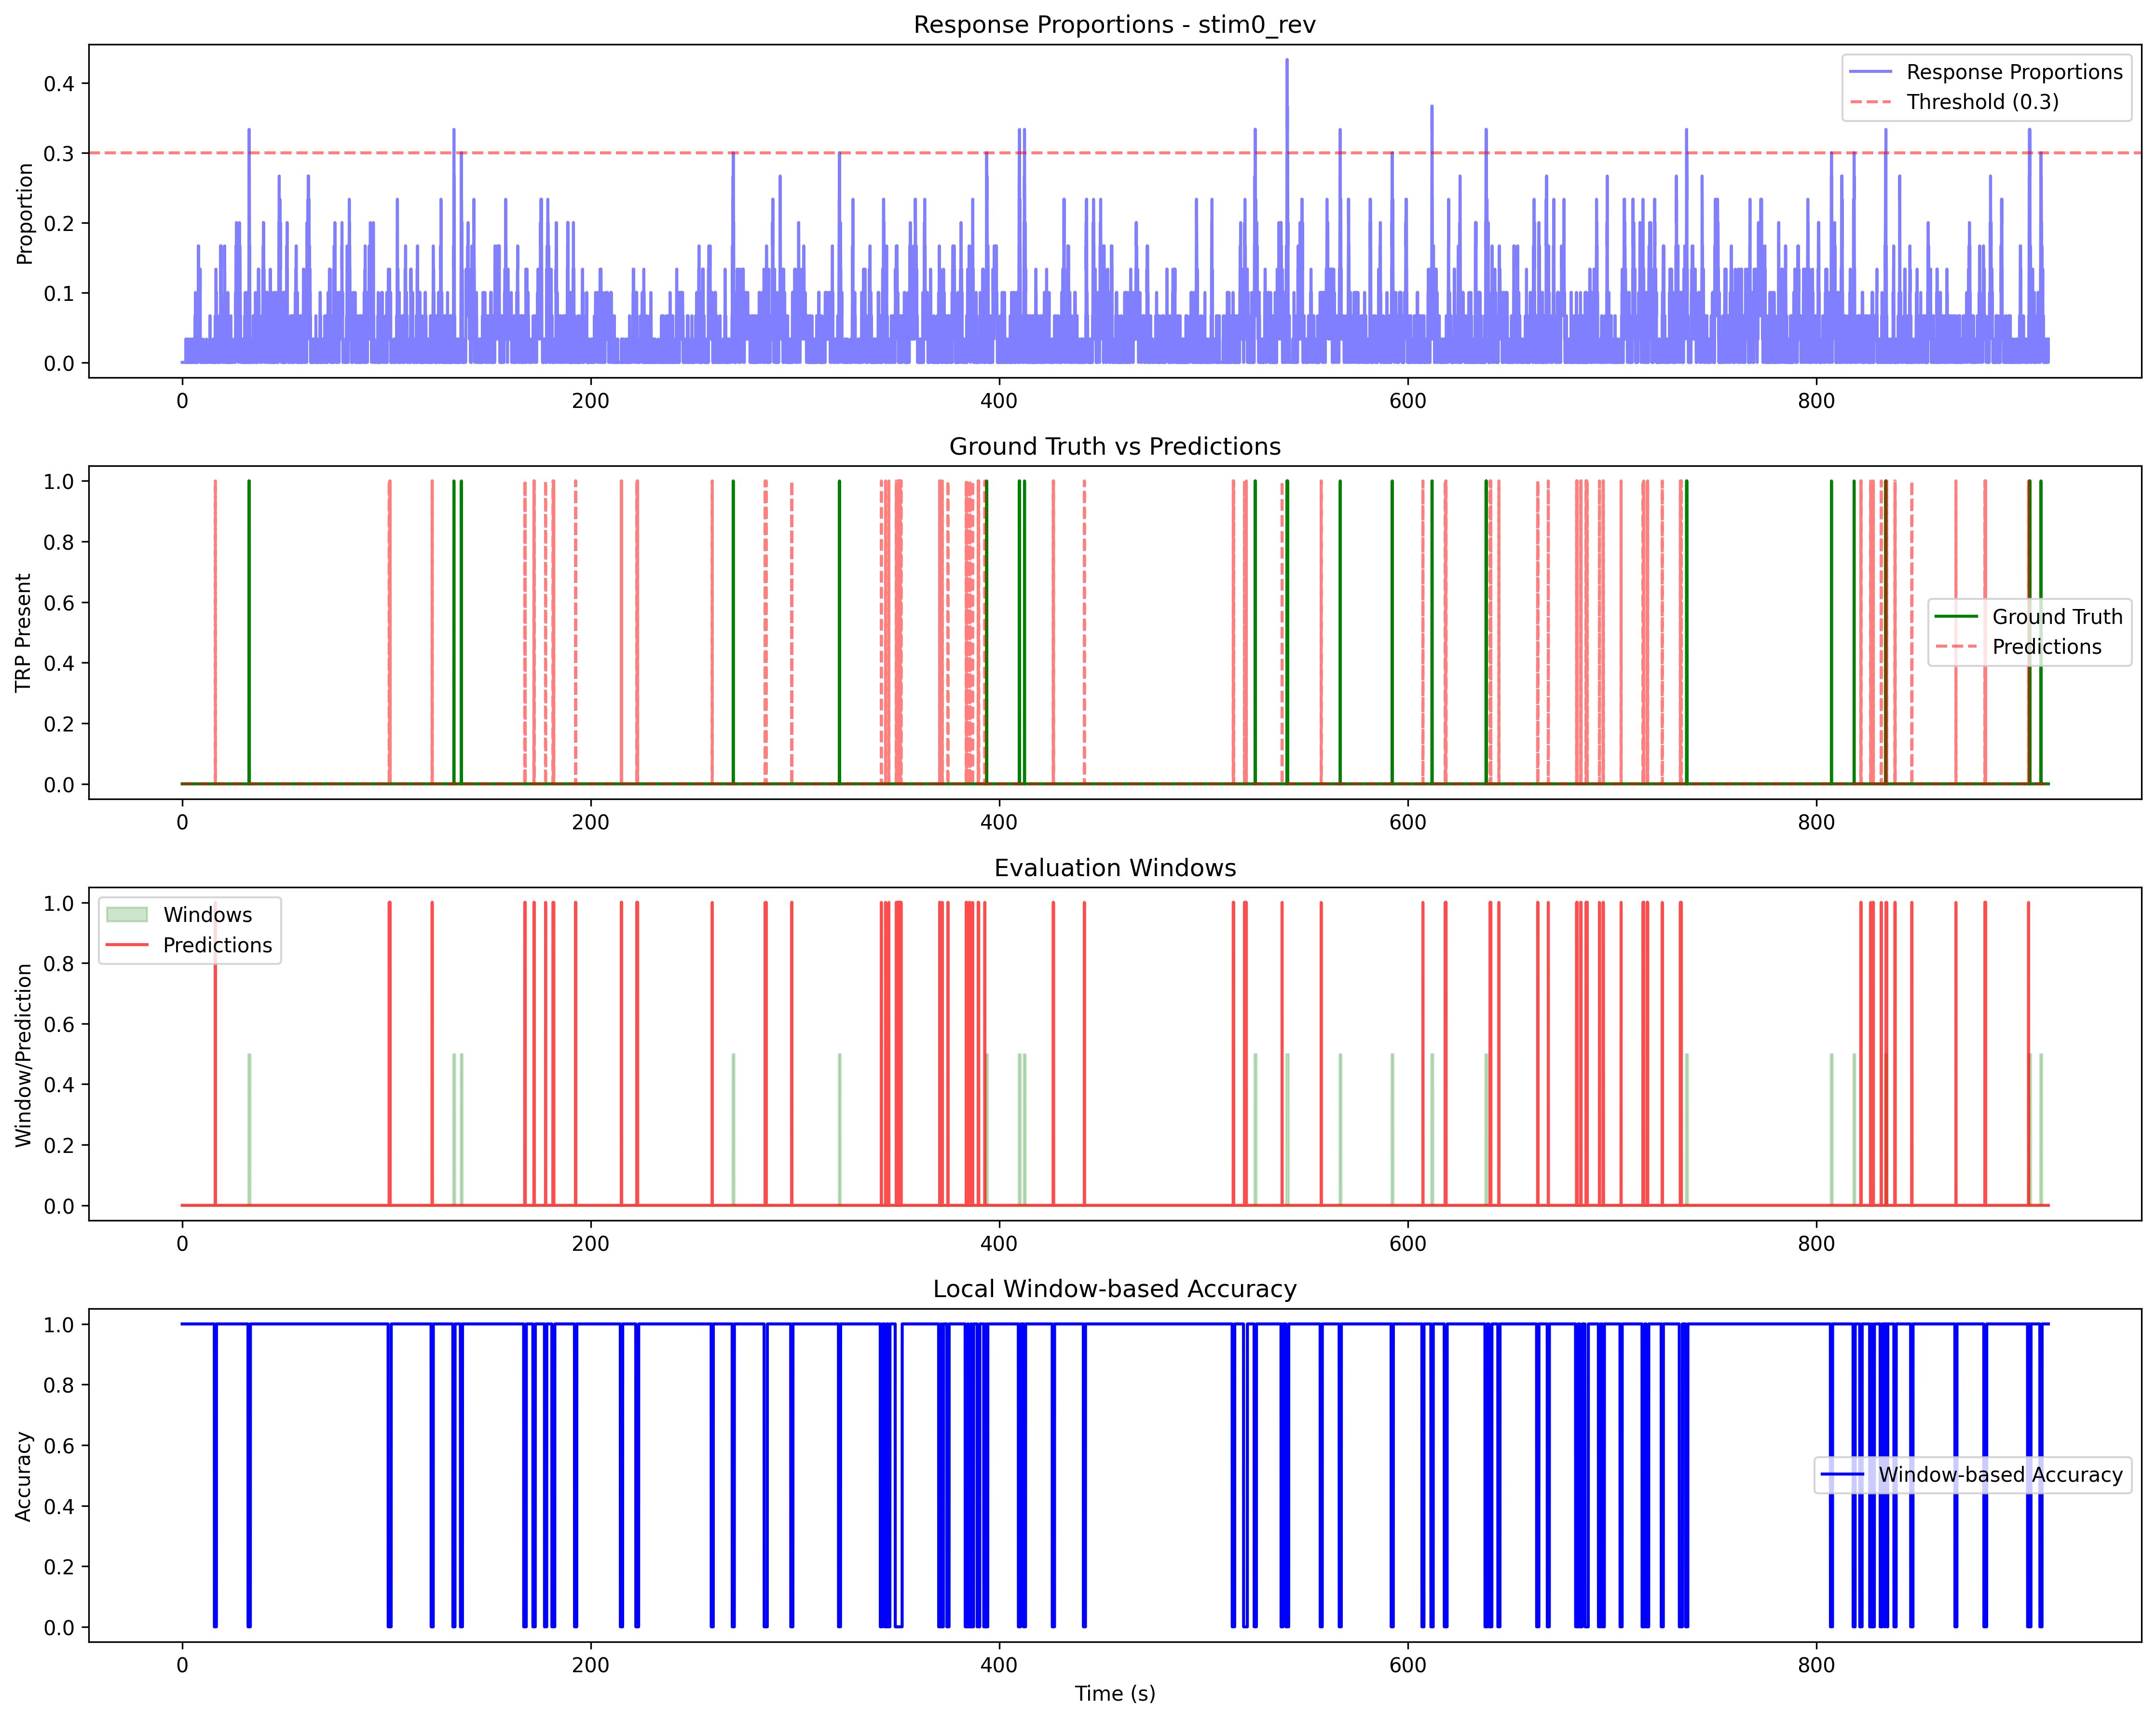 Response Proportions - stim0_rev
Proportion
0.4
0.3
0.2
0.1
0.0
Response Proportions
Threshold (0.3)
0 200 400 600 800
Ground Truth vs Predictions
TRP Present
1.0
0.8
0.6
0.4
0.2
0.0
Ground Truth
Predictions
0 200 400 600 800
Evaluation Windows
Window/Prediction
1.0
0.8
0.6
0.4
0.2
0.0
Windows
Predictions
0 200 400 600 800
Local Window-based Accuracy
Accuracy
1.0
0.8
0.6
0.4
0.2
0.0
Window-based Accuracy
0 200 400 600 800
Time (s)